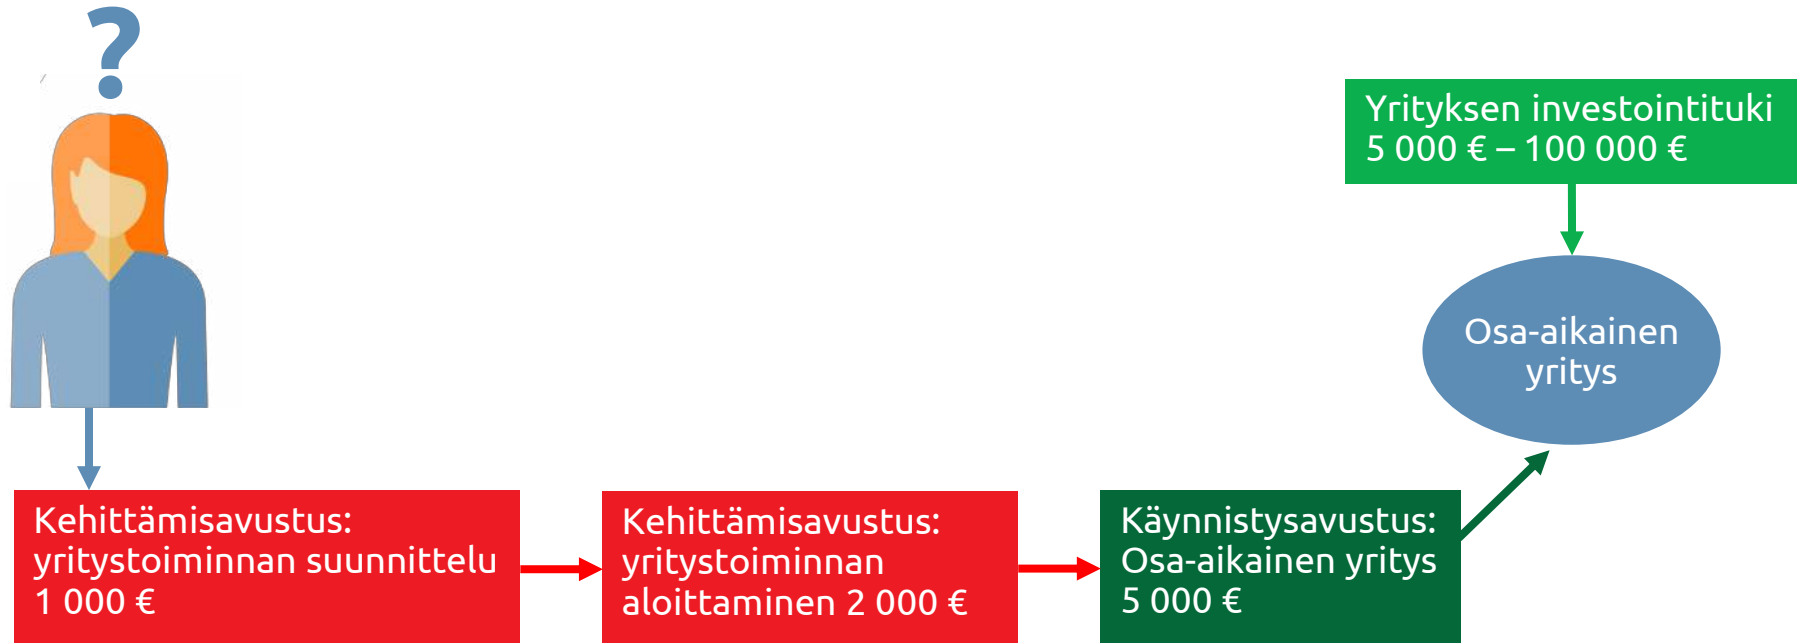 ?
Yrityksen investointituki
5 000 € – 100 000 €
Osa-aikainen
yritys
Kehittämisavustus:
yritystoiminnan suunnittelu
1 000 €
Kehittämisavustus:
yritystoiminnan
aloittaminen 2 000 €
Käynnistysavustus:
Osa-aikainen yritys
5 000 €